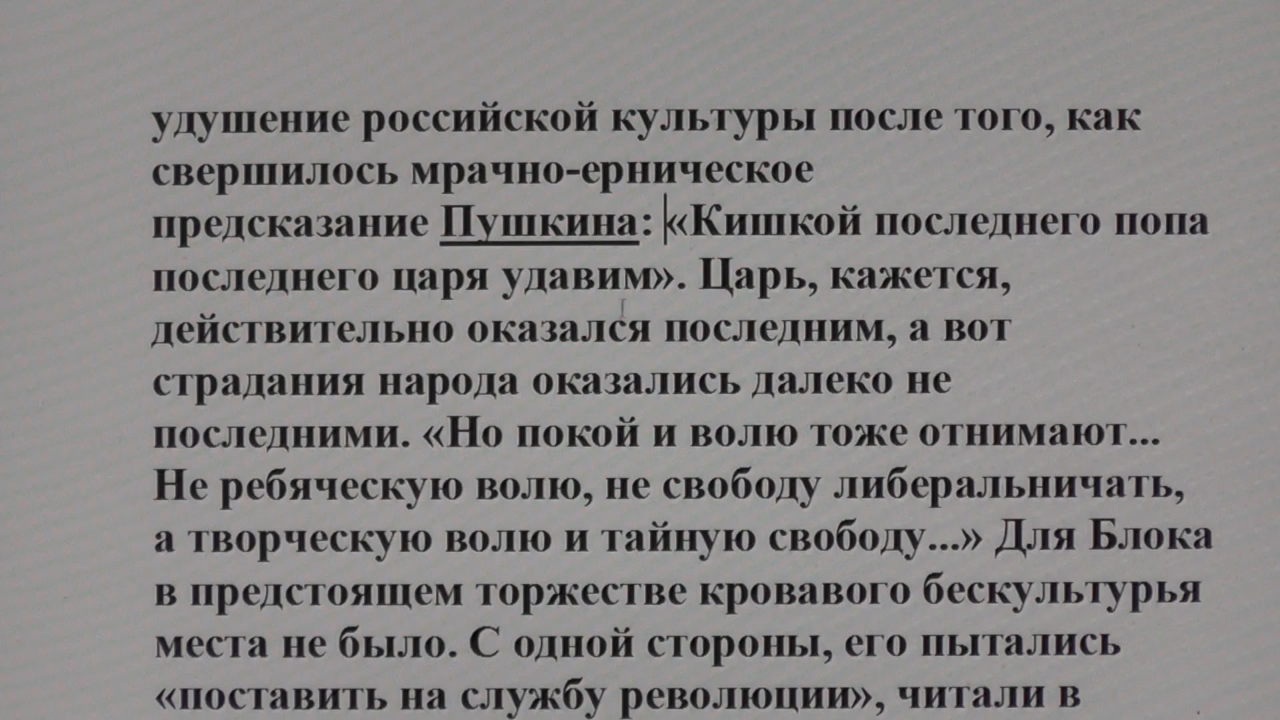 удушение российской культуры после того, как
свершилось мрачно-ерническое
предсказание Пушкина: «Кишкой последнего попа
последнего царя удавим». Царь, кажется,
действительно оказался последним, а вот
страдания народа оказались далеко не
последними. «Но покой и волю тоже отнимают...
Не ребяческую волю, не свободу либеральничать,
а творческую волю и тайную свободу...» Для Блока
в предстоящем торжестве кровавого бескультурья
места не было. С одной стороны, его пытались
«поставить на службу революции», читали в